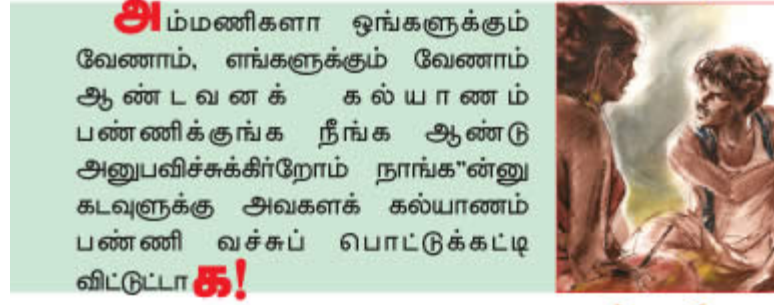 அம்மணிகளா ஒங்களுக்கும்
வேணாம், எங்களுக்கும் வேணாம்
ஆண்டவனக் கல்யாணம்
பண்ணிக்குங்க நீங்க ஆண்டு
அனுபவிச்சுக்கிர்றோம் நாங்க”ன்னு
கடவுளுக்கு அவகளக் கல்யாணம்
பண்ணி வச்சுப் பொட்டுக்கட்டி
விட்டுட்டாக!